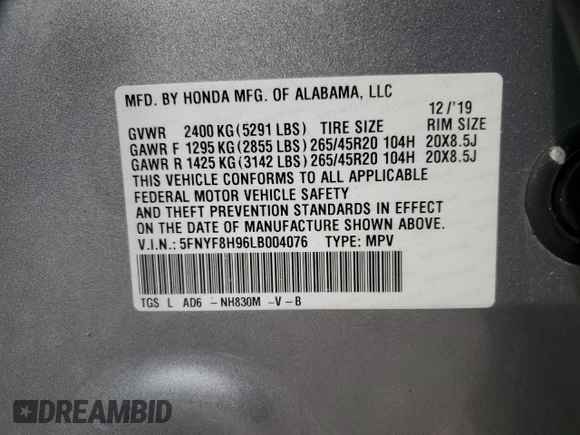 MFD. BY HONDA MFG. OF ALABAMA, LLC
12/'19
GVWR 2400 KG (5291 LBS) TIRE SIZE RIM SIZE
GAWR F 1295 KG (2855 LBS) 265/45R20 104H 20X8.5J
GAWR R 1425 KG (3142 LBS) 265/45R20 104H 20X8.5J
THIS VEHICLE CONFORMS TO ALL APPLICABLE
FEDERAL MOTOR VEHICLE SAFETY
AND THEFT PREVENTION STANDARDS IN EFFECT
ON THE DATE OF MANUFACTURE SHOWN ABOVE.
V.I.N.: 5FNYF8H96LB004076 TYPE: MPV
TGS L AD6 -NH830M -V-B
DREAMBID